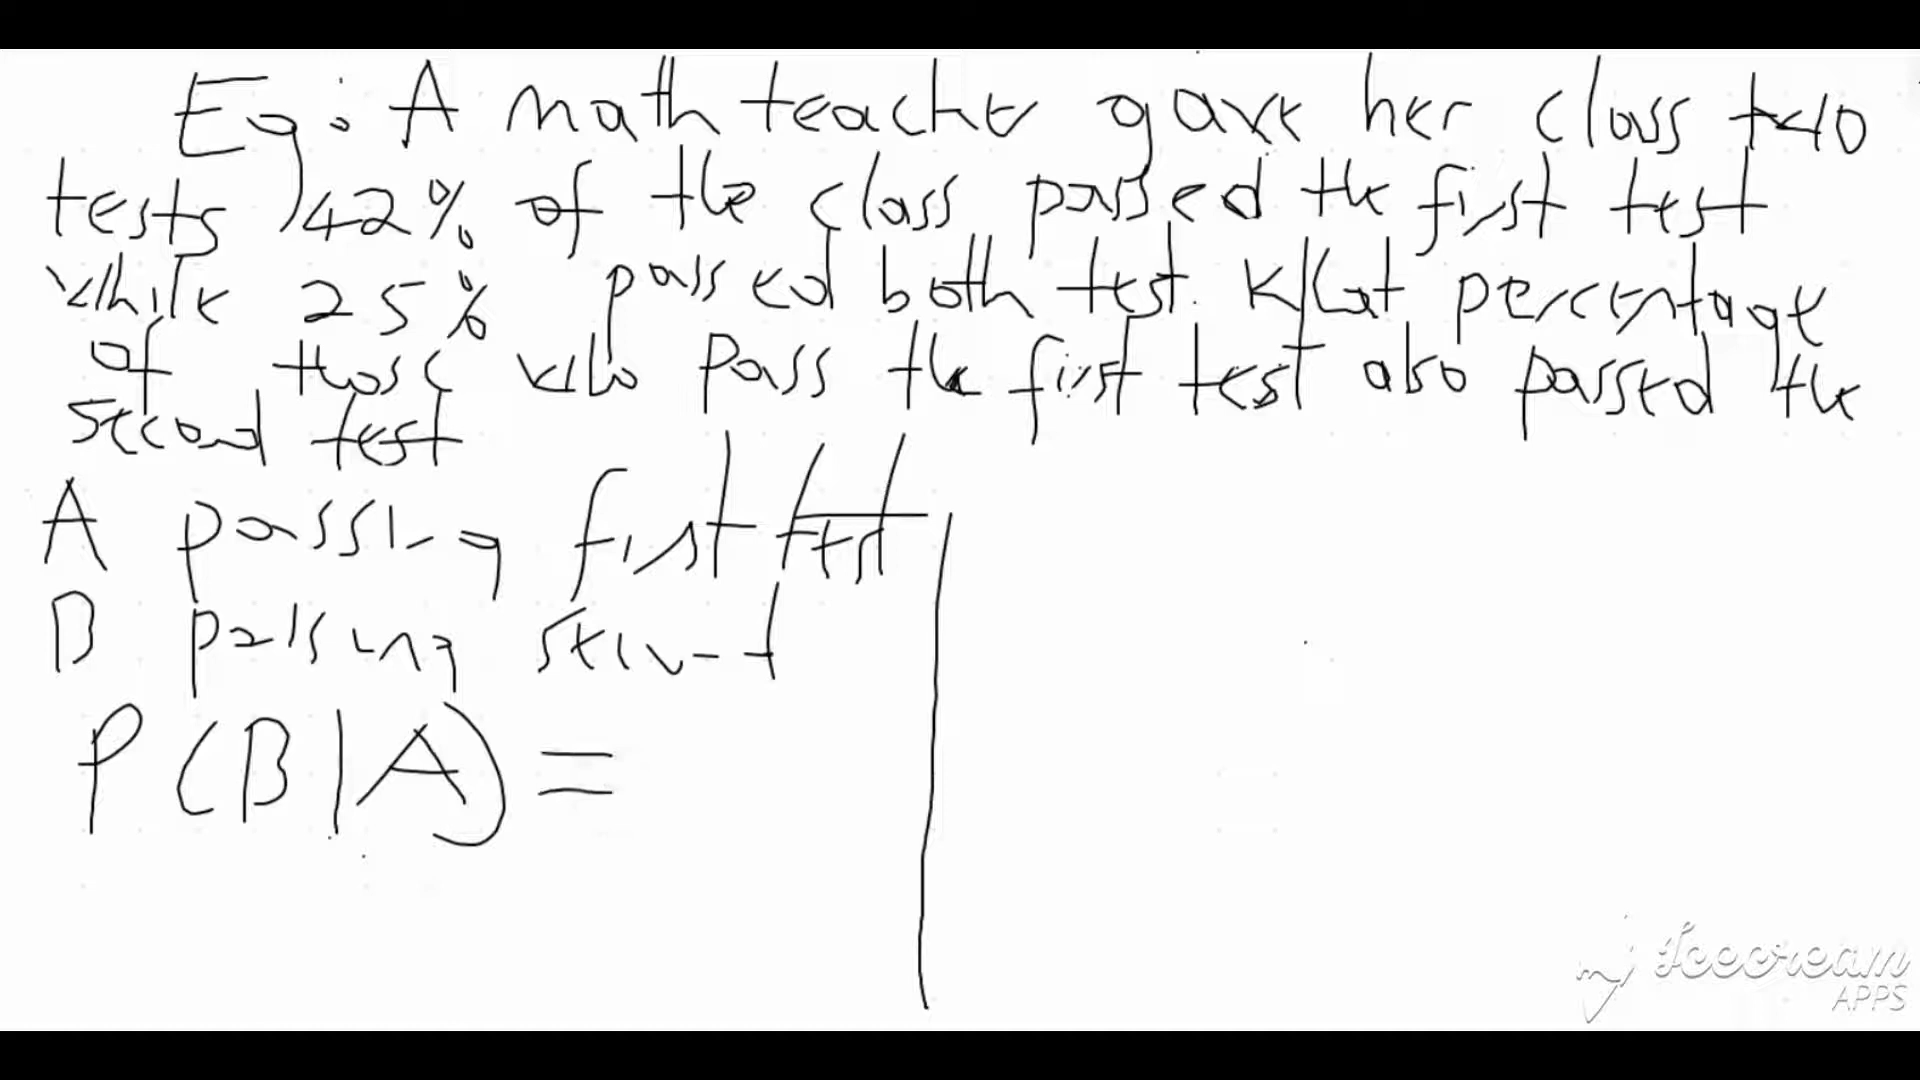 Eg: A math teacher gave her class two
tests, 42% of the class passed the first test
while 25% passed both test. What percentage
of those who pass the first test also passed the
second test
A passing first test
B passing second
P(B|A) =
Icecream
APPS